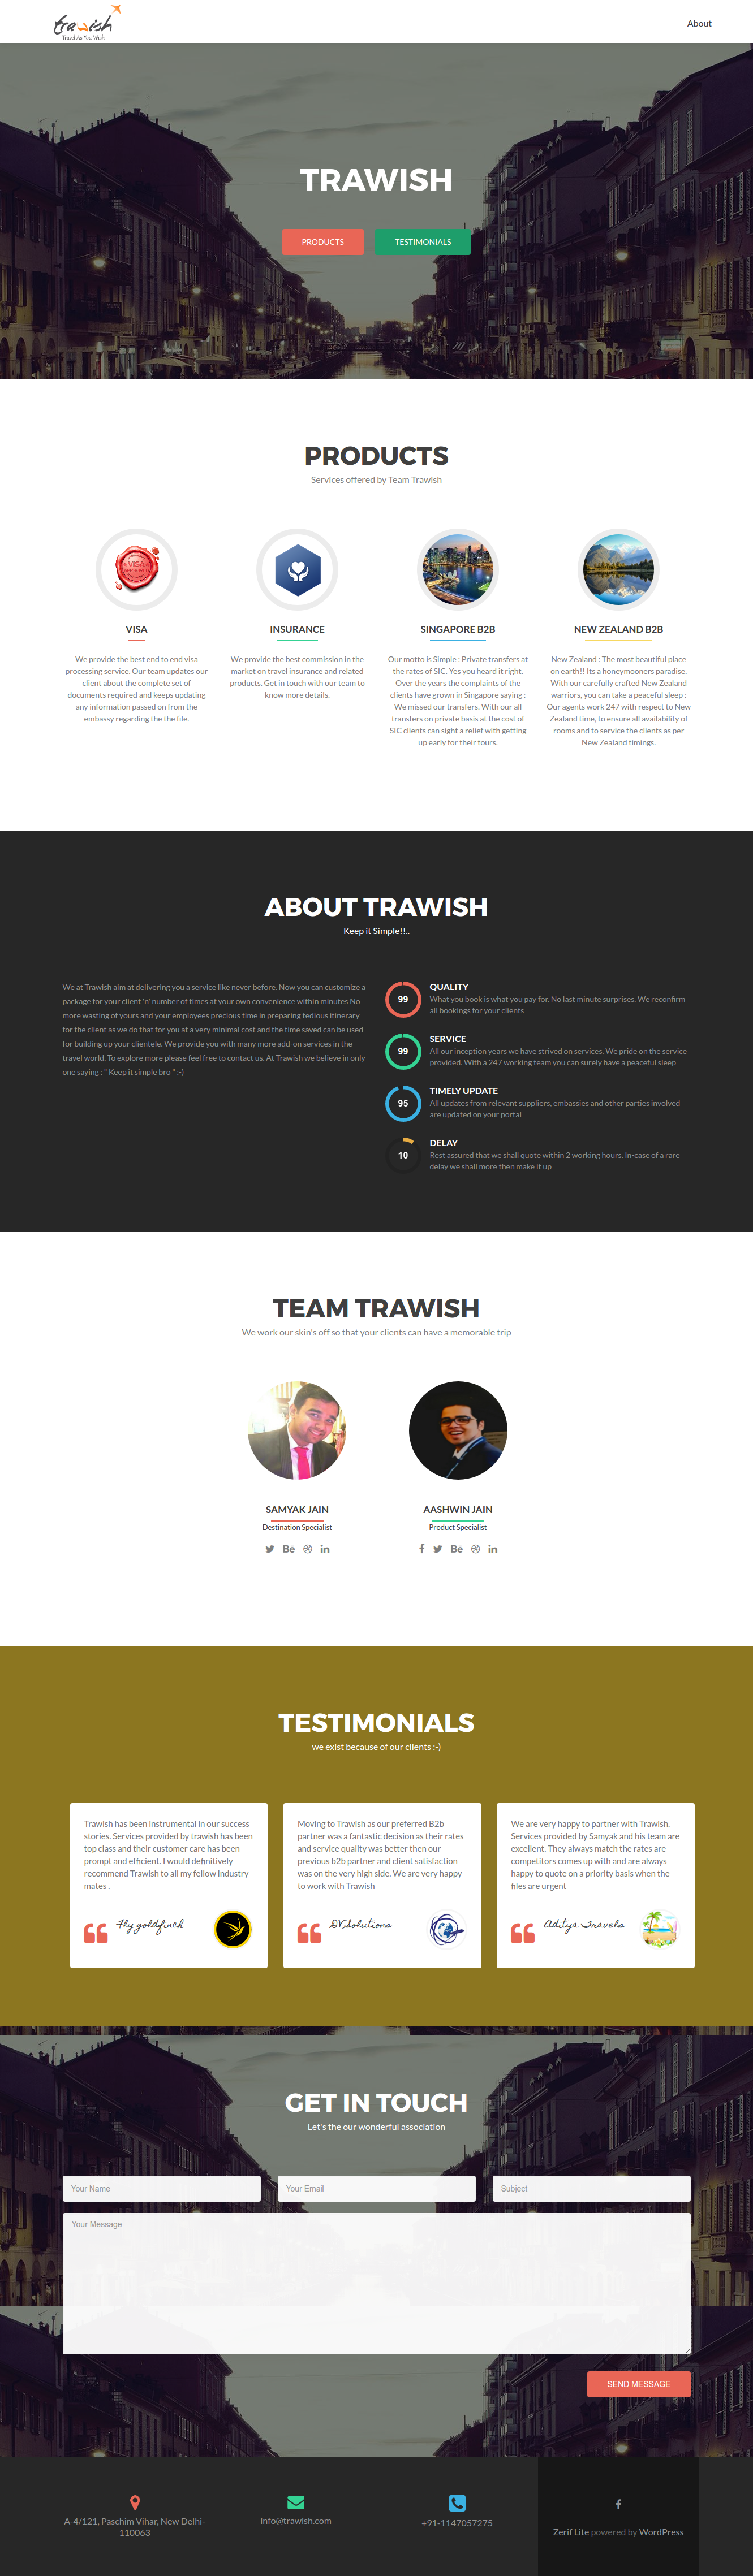 trawish
Travel As You Wish
About
TRAWISH
PRODUCTS
TESTIMONIALS
PRODUCTS
Services offered by Team Trawish
VISA
VISA
We provide the best end to end visa
processing service. Our team updates our
client about the complete set of
documents required and keeps updating
any information passed on from the
embassy regarding the the file.
INSURANCE
We provide the best commission in the
market on travel insurance and related
products. Get in touch with our team to
know more details.
SINGAPORE B2B
Our motto is Simple : Private transfers at
the rates of SIC. Yes you heard it right.
Over the years the complaints of the
clients have grown in Singapore saying :
We missed our transfers. With our all
transfers on private basis at the cost of
SIC clients can sight a relief with getting
up early for their tours.
NEW ZEALAND B2B
New Zealand : The most beautiful place
on earth!! Its a honeymooners paradise.
With our carefully crafted New Zealand
warriors, you can take a peaceful sleep :
Our agents work 247 with respect to New
Zealand time, to ensure all availability of
rooms and to service the clients as per
New Zealand timings.
ABOUT TRAWISH
Keep it Simple!!..
We at Trawish aim at delivering you a service like never before. Now you can customize a
package for your client 'n' number of times at your own convenience within minutes No
more wasting of yours and your employees precious time in preparing tedious itinerary
for the client as we do that for you at a very minimal cost and the time saved can be used
for building up your clientele. We provide you with many more add-on services in the
travel world, To explore more please feel free to contact us. At Trawish we believe in only
one saying : " Keep it simple bro " :-)
99
QUALITY
What you book is what you pay for. No last minute surprises. We reconfirm
all bookings for your clients
99
SERVICE
All our inception years we have strived on services. We pride on the service
provided. With a 247 working team you can surely have a peaceful sleep
95
TIMELY UPDATE
All updates from relevant suppliers, embassies and other parties involved
are updated on your portal
10
DELAY
Rest assured that we shall quote within 2 working hours. In-case of a rare
delay we shall more then make it up
TEAM TRAWISH
We work our skin's off so that your clients can have a memorable trip
SAMYAK JAIN
Destination Specialist
AASHWIN JAIN
Product Specialist
TESTIMONIALS
we exist because of our clients :-)
Trawish has been instrumental in our success
stories. Services provided by trawish has been
top class and their customer care has been
prompt and efficient. I would definitively
recommend Trawish to all my fellow industry
mates .
Fly goldfinch
Moving to Trawish as our preferred B2b
partner was a fantastic decision as their rates
and service quality was better then our
previous b2b partner and client satisfaction
was on the very high side. We are very happy
to work with Trawish
DV Solutions
We are very happy to partner with Trawish.
Services provided by Samyak and his team are
excellent. They always match the rates are
competitors comes up with and are always
happy to quote on a priority basis when the
files are urgent
Aditya Travels
GET IN TOUCH
Let's the our wonderful association
Your Name
Your Email
Subject
Your Message
SEND MESSAGE
A-4/121, Paschim Vihar, New Delhi-
110063
info@trawish.com
+91-1147057275
Zerif Lite powered by WordPress